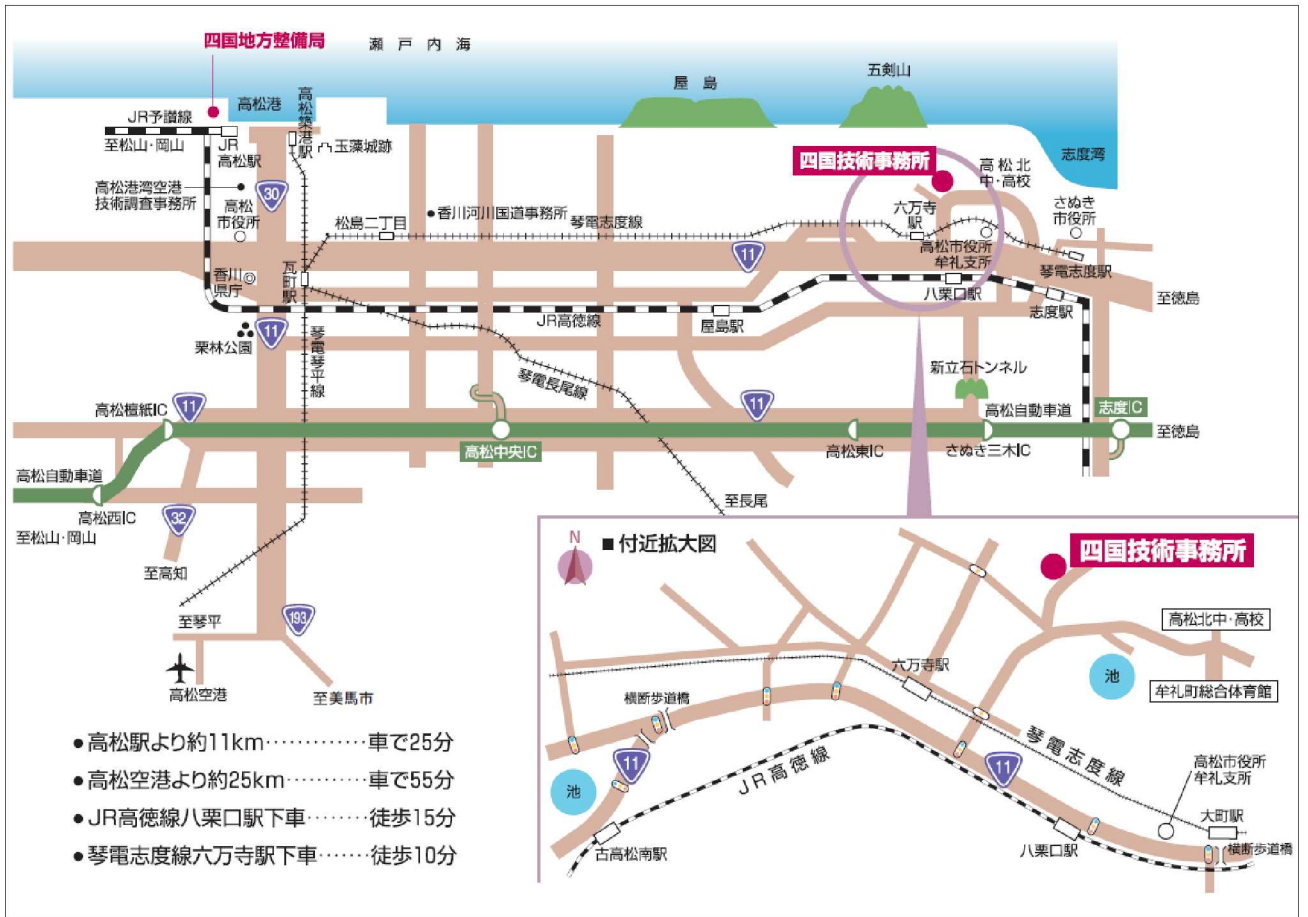 四国地方整備局
瀬戸内海
五剣山
屋島
高松港
高松築港駅
JR予讃線
至松山・岡山
JR
高松駅
玉藻城跡
四国技術事務所
高松北
中・高校
志度湾
高松港湾空港
技術調査事務所
30
高松
市役所
松島二丁目
香川河川国道事務所
琴電志度線
六万寺
駅
さぬき
市役所
11
高松市役所
牟礼支所
琴電志度駅
香川
県庁
瓦町駅
八栗口駅
志度駅
至徳島
11
栗林公園
琴電琴平線
JR高徳線
屋島駅
琴電長尾線
新立石トンネル
高松檀紙IC
11
11
高松自動車道
志度IC
至徳島
高松中央IC
高松東IC
さぬき三木IC
高松自動車道
高松西IC
至松山・岡山
32
至長尾
至高知
193
至琴平
高松空港
至美馬市
●高松駅より約11km…………車で25分
●高松空港より約25km…………車で55分
●JR高徳線八栗口駅下車………徒歩15分
●琴電志度線六万寺駅下車……徒歩10分
N
■付近拡大図
四国技術事務所
高松北中・高校
六万寺駅
池
牟礼町総合体育館
横断歩道橋
11
琴電志度線
11
JR高徳線
池
高松市役所
牟礼支所
大町駅
古高松南駅
八栗口駅
横断歩道橋